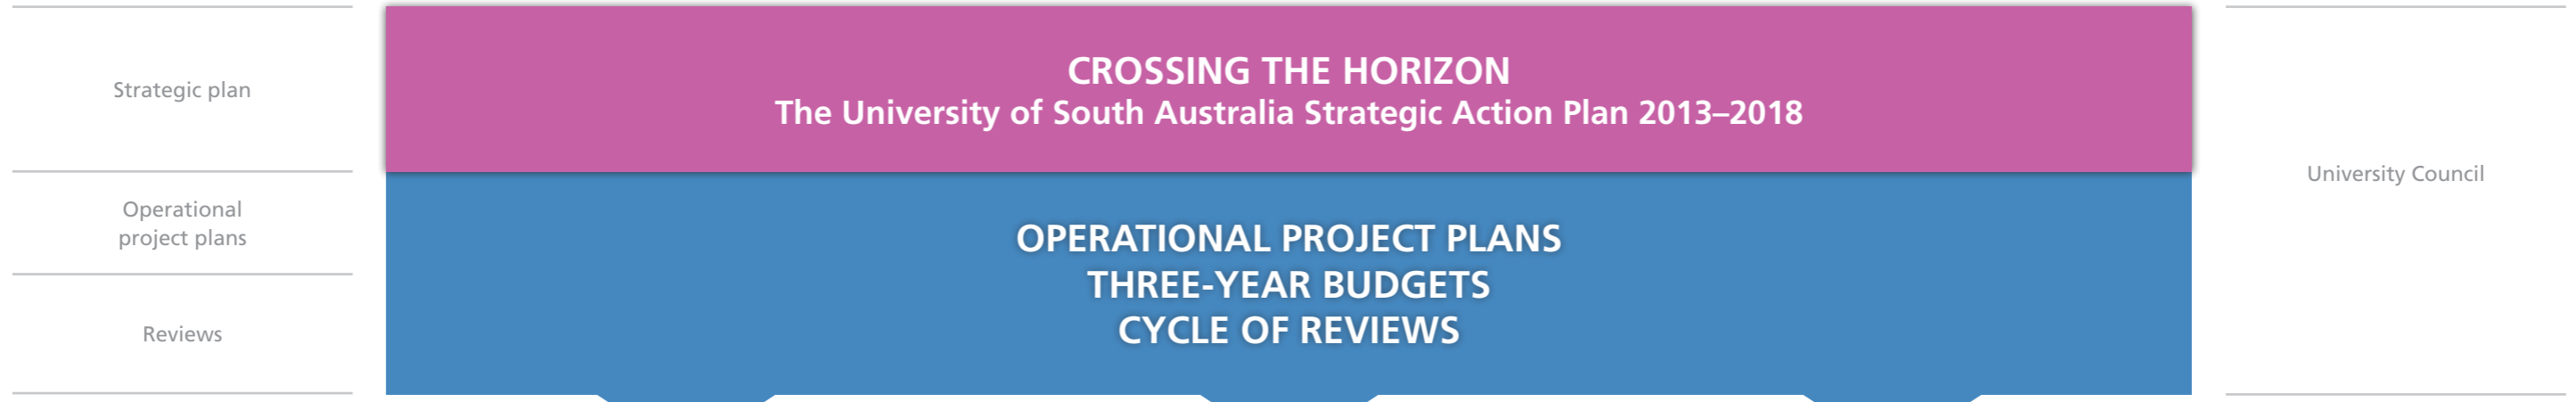 Strategic plan
CROSSING THE HORIZON
The University of South Australia Strategic Action Plan 2013–2018
Operational
project plans
Reviews
OPERATIONAL PROJECT PLANS
THREE-YEAR BUDGETS
CYCLE OF REVIEWS
University Council